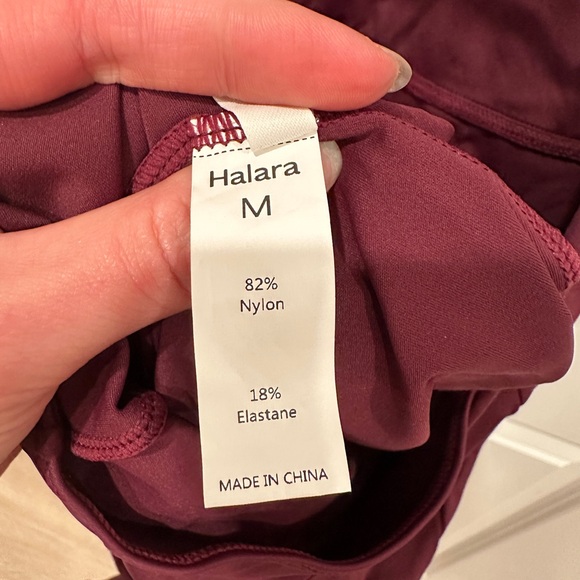 Halara
M
82%
Nylon
18%
Elastane
MADE IN CHINA